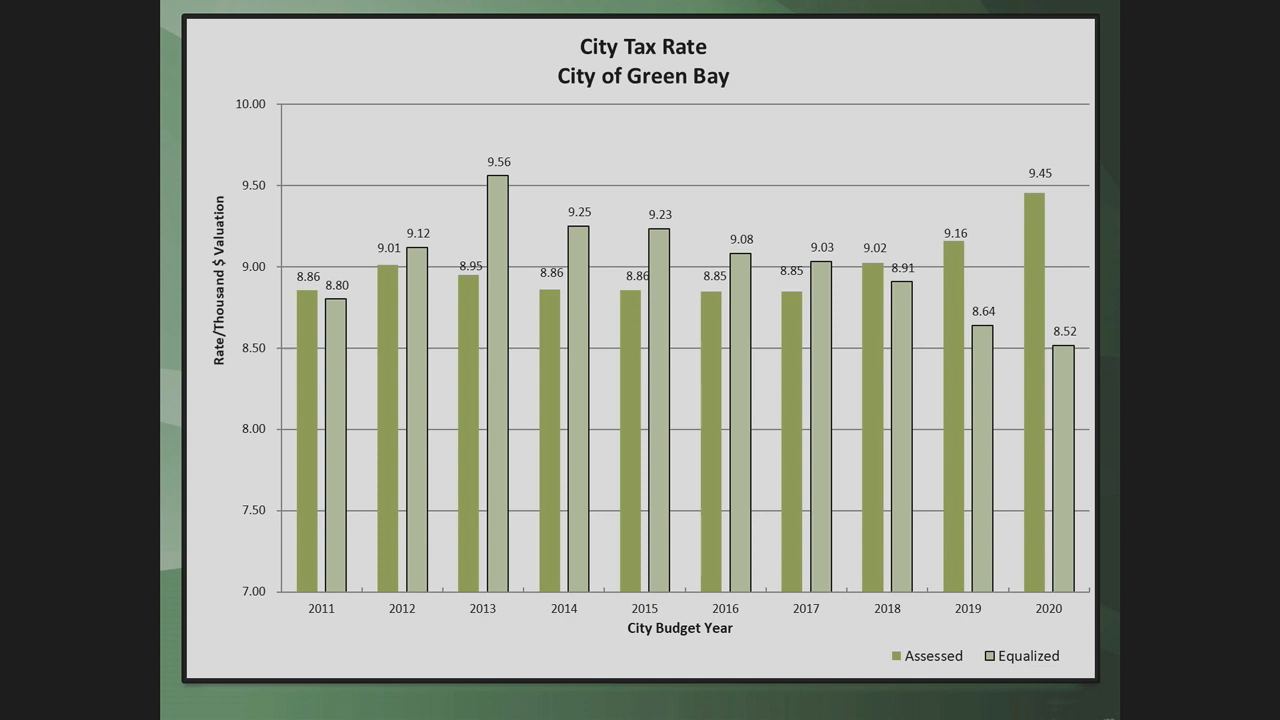 City Tax Rate
City of Green Bay
Rate/Thousand $ Valuation
10.00
9.50
9.00
8.50
8.00
7.50
7.00
8.86 8.80
9.01 9.12
8.95 9.56
8.86 9.25
8.86 9.23
8.85 9.08
8.85 9.03
9.02 8.91
9.16 8.64
9.45 8.52
2011 2012 2013 2014 2015 2016 2017 2018 2019 2020
City Budget Year
Assessed Equalized